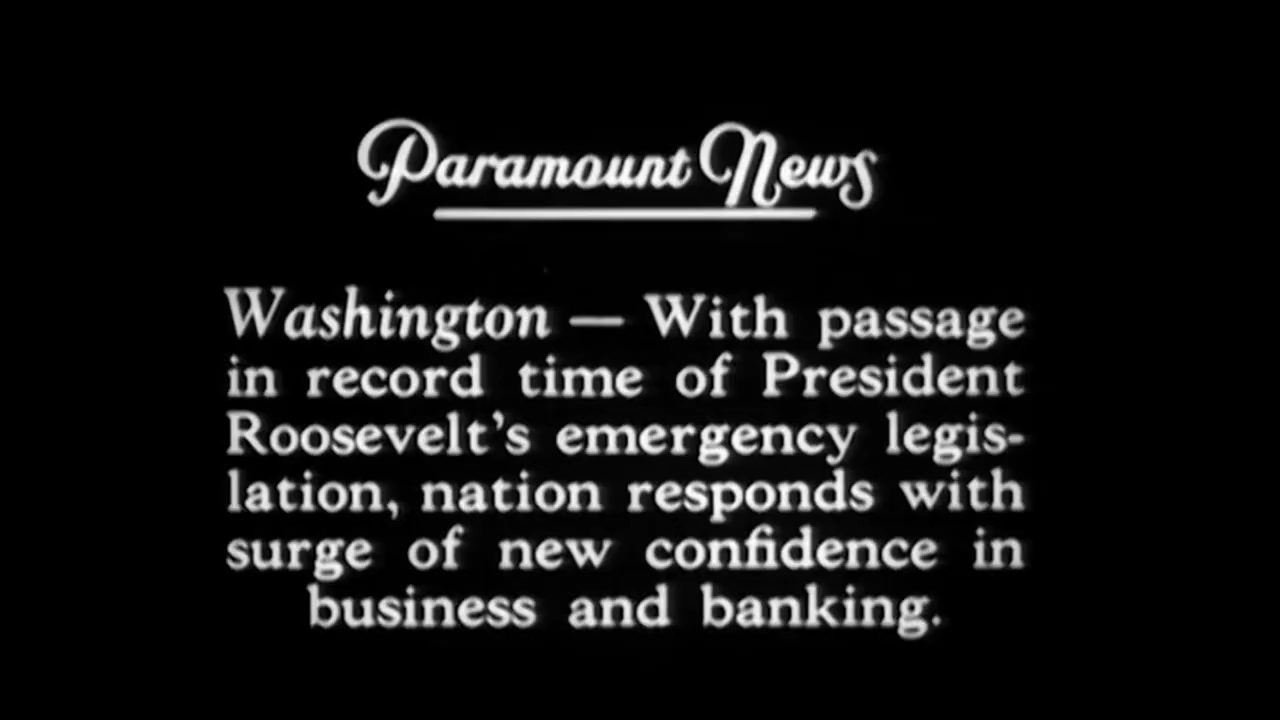 Paramount News
Washington — With passage
in record time of President
Roosevelt's emergency legis-
lation, nation responds with
surge of new confidence in
business and banking.